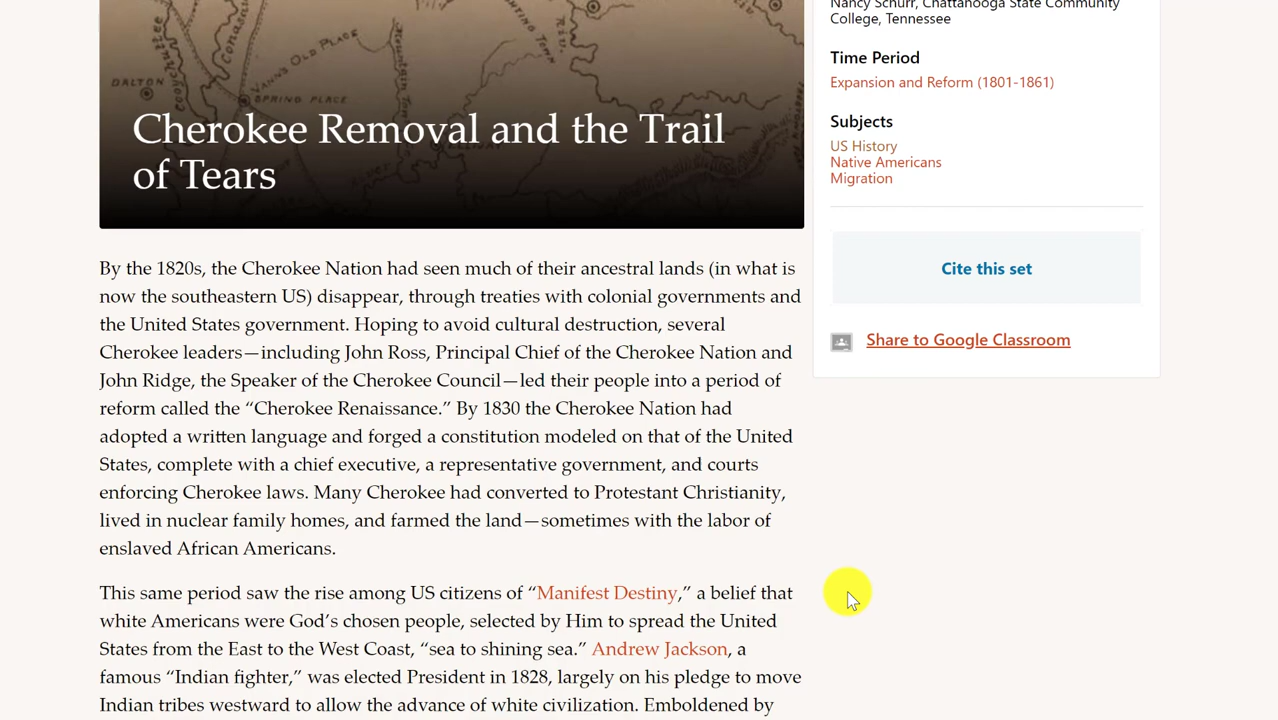 DALTON
VANN'S OLD PLACE
SPRING PLACE
Cherokee Removal and the Trail
of Tears
By the 1820s, the Cherokee Nation had seen much of their ancestral lands (in what is
now the southeastern US) disappear, through treaties with colonial governments and
the United States government. Hoping to avoid cultural destruction, several
Cherokee leaders—including John Ross, Principal Chief of the Cherokee Nation and
John Ridge, the Speaker of the Cherokee Council—led their people into a period of
reform called the “Cherokee Renaissance.” By 1830 the Cherokee Nation had
adopted a written language and forged a constitution modeled on that of the United
States, complete with a chief executive, a representative government, and courts
enforcing Cherokee laws. Many Cherokee had converted to Protestant Christianity,
lived in nuclear family homes, and farmed the land—sometimes with the labor of
enslaved African Americans.
This same period saw the rise among US citizens of “Manifest Destiny,” a belief that
white Americans were God’s chosen people, selected by Him to spread the United
States from the East to the West Coast, “sea to shining sea.” Andrew Jackson, a
famous “Indian fighter,” was elected President in 1828, largely on his pledge to move
Indian tribes westward to allow the advance of white civilization. Emboldened by
Nancy Schurr, Chattanooga State Community
College, Tennessee
Time Period
Expansion and Reform (1801-1861)
Subjects
US History
Native Americans
Migration
Cite this set
Share to Google Classroom